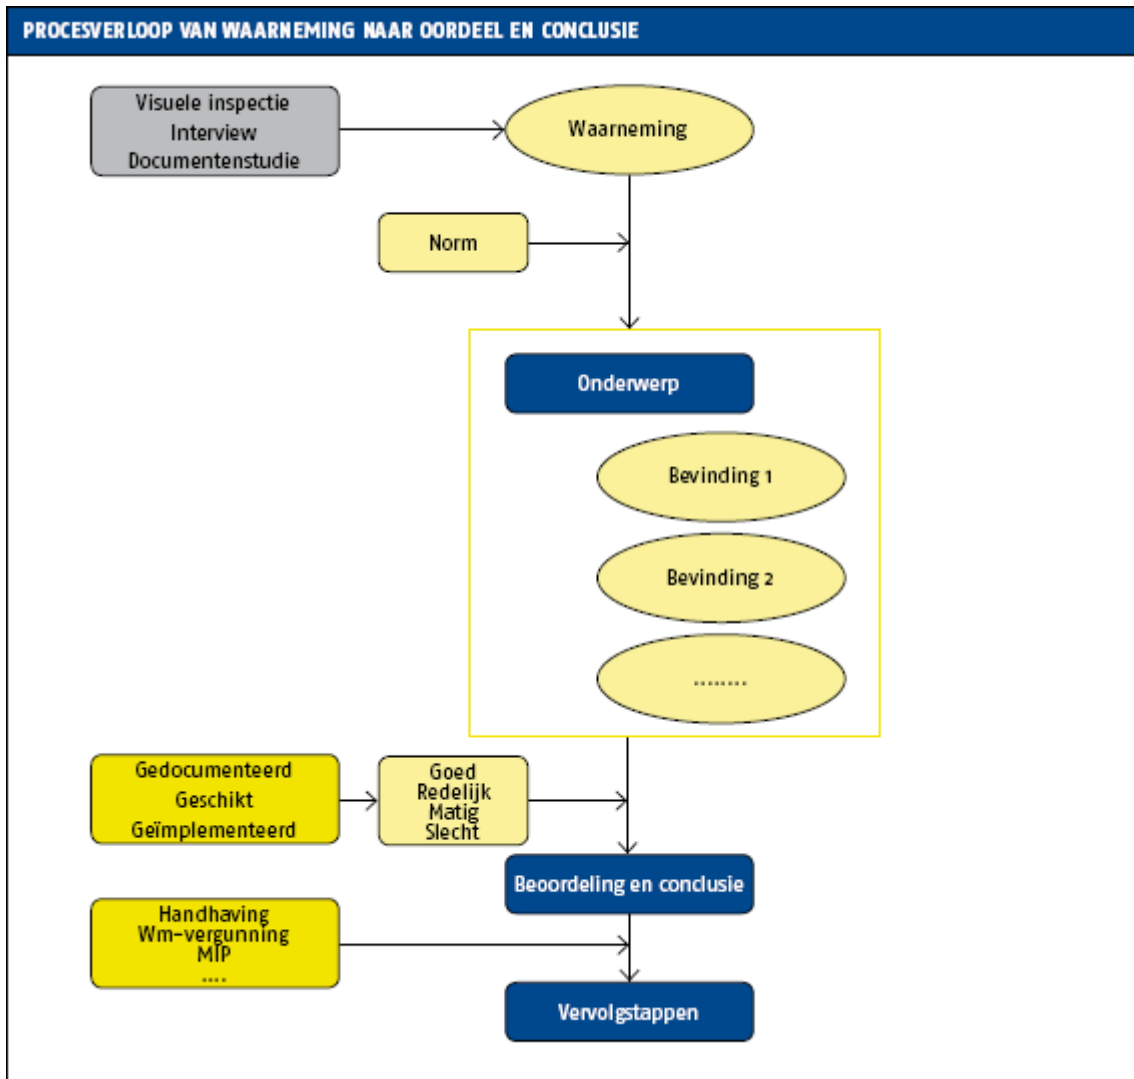 PROCESVERLOOP VAN WAARNEMING NAAR OORDEEL EN CONCLUSIE
Visuele inspectie
Interview
Documentenstudie
Waarneming
Norm
Onderwerp
Bevinding 1
Bevinding 2
........
Gedocumenteerd
Geschikt
Geïmplementeerd
Goed
Redelijk
Matig
Slecht
Beoordeling en conclusie
Handhaving
Wm-vergunning
MIP
....
Vervolgstappen